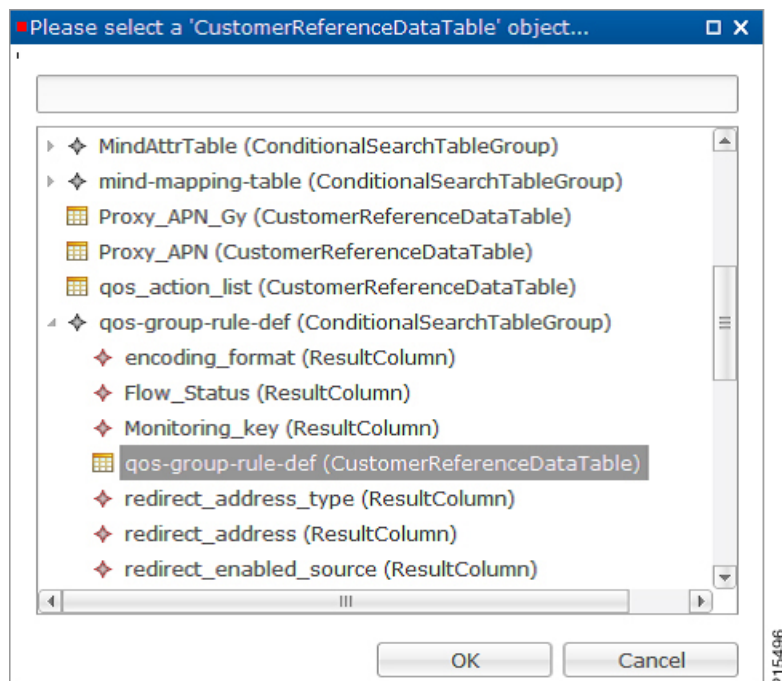 Please select a 'CustomerReferenceDataTable' object...
MindAttrTable (ConditionalSearchTableGroup)
mind-mapping-table (ConditionalSearchTableGroup)
Proxy_APN_Gy (CustomerReferenceDataTable)
Proxy_APN (CustomerReferenceDataTable)
qos_action_list (CustomerReferenceDataTable)
qos-group-rule-def (ConditionalSearchTableGroup)
encoding_format (ResultColumn)
Flow_Status (ResultColumn)
Monitoring_key (ResultColumn)
qos-group-rule-def (CustomerReferenceDataTable)
redirect_address_type (ResultColumn)
redirect_address (ResultColumn)
redirect_enabled_source (ResultColumn)
OK Cancel